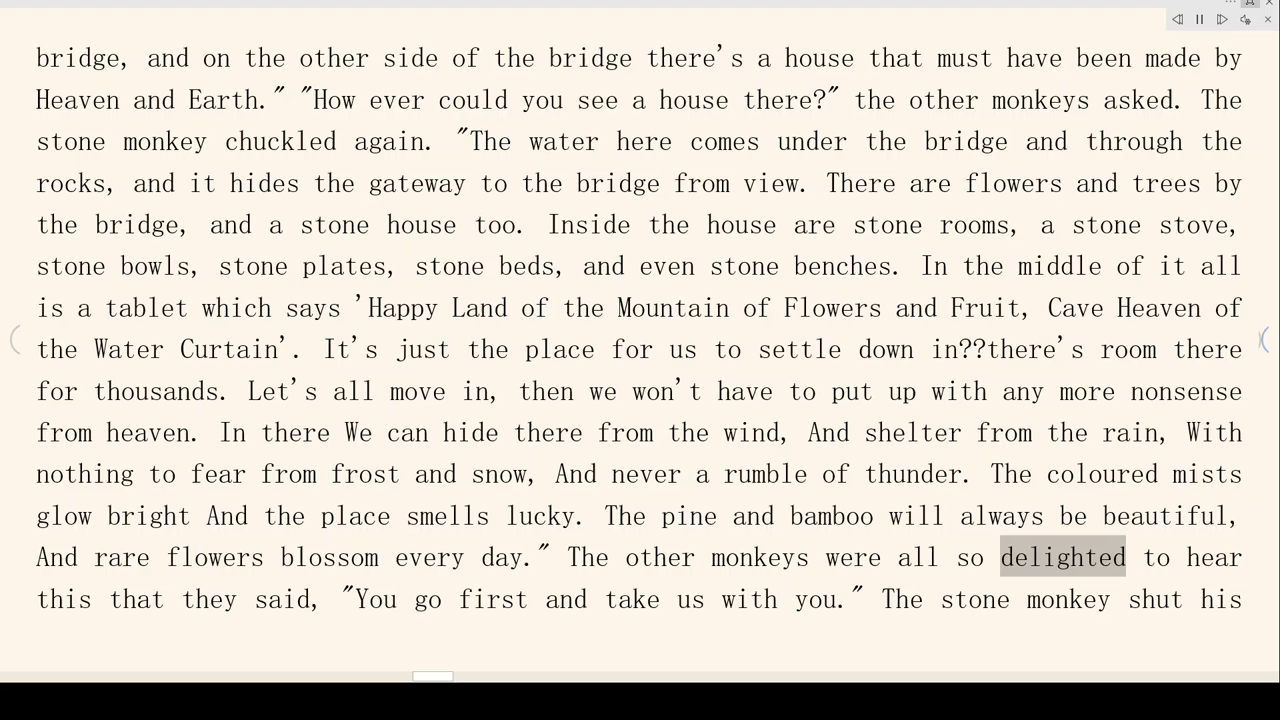 bridge, and on the other side of the bridge there's a house that must have been made by
Heaven and Earth." "How ever could you see a house there?" the other monkeys asked. The
stone monkey chuckled again. "The water here comes under the bridge and through the
rocks, and it hides the gateway to the bridge from view. There are flowers and trees by
the bridge, and a stone house too. Inside the house are stone rooms, a stone stove,
stone bowls, stone plates, stone beds, and even stone benches. In the middle of it all
is a tablet which says 'Happy Land of the Mountain of Flowers and Fruit, Cave Heaven of
the Water Curtain'. It's just the place for us to settle down in??there's room there
for thousands. Let's all move in, then we won't have to put up with any more nonsense
from heaven. In there We can hide there from the wind, And shelter from the rain, With
nothing to fear from frost and snow, And never a rumble of thunder. The coloured mists
glow bright And the place smells lucky. The pine and bamboo will always be beautiful,
And rare flowers blossom every day." The other monkeys were all so delighted to hear
this that they said, "You go first and take us with you." The stone monkey shut his